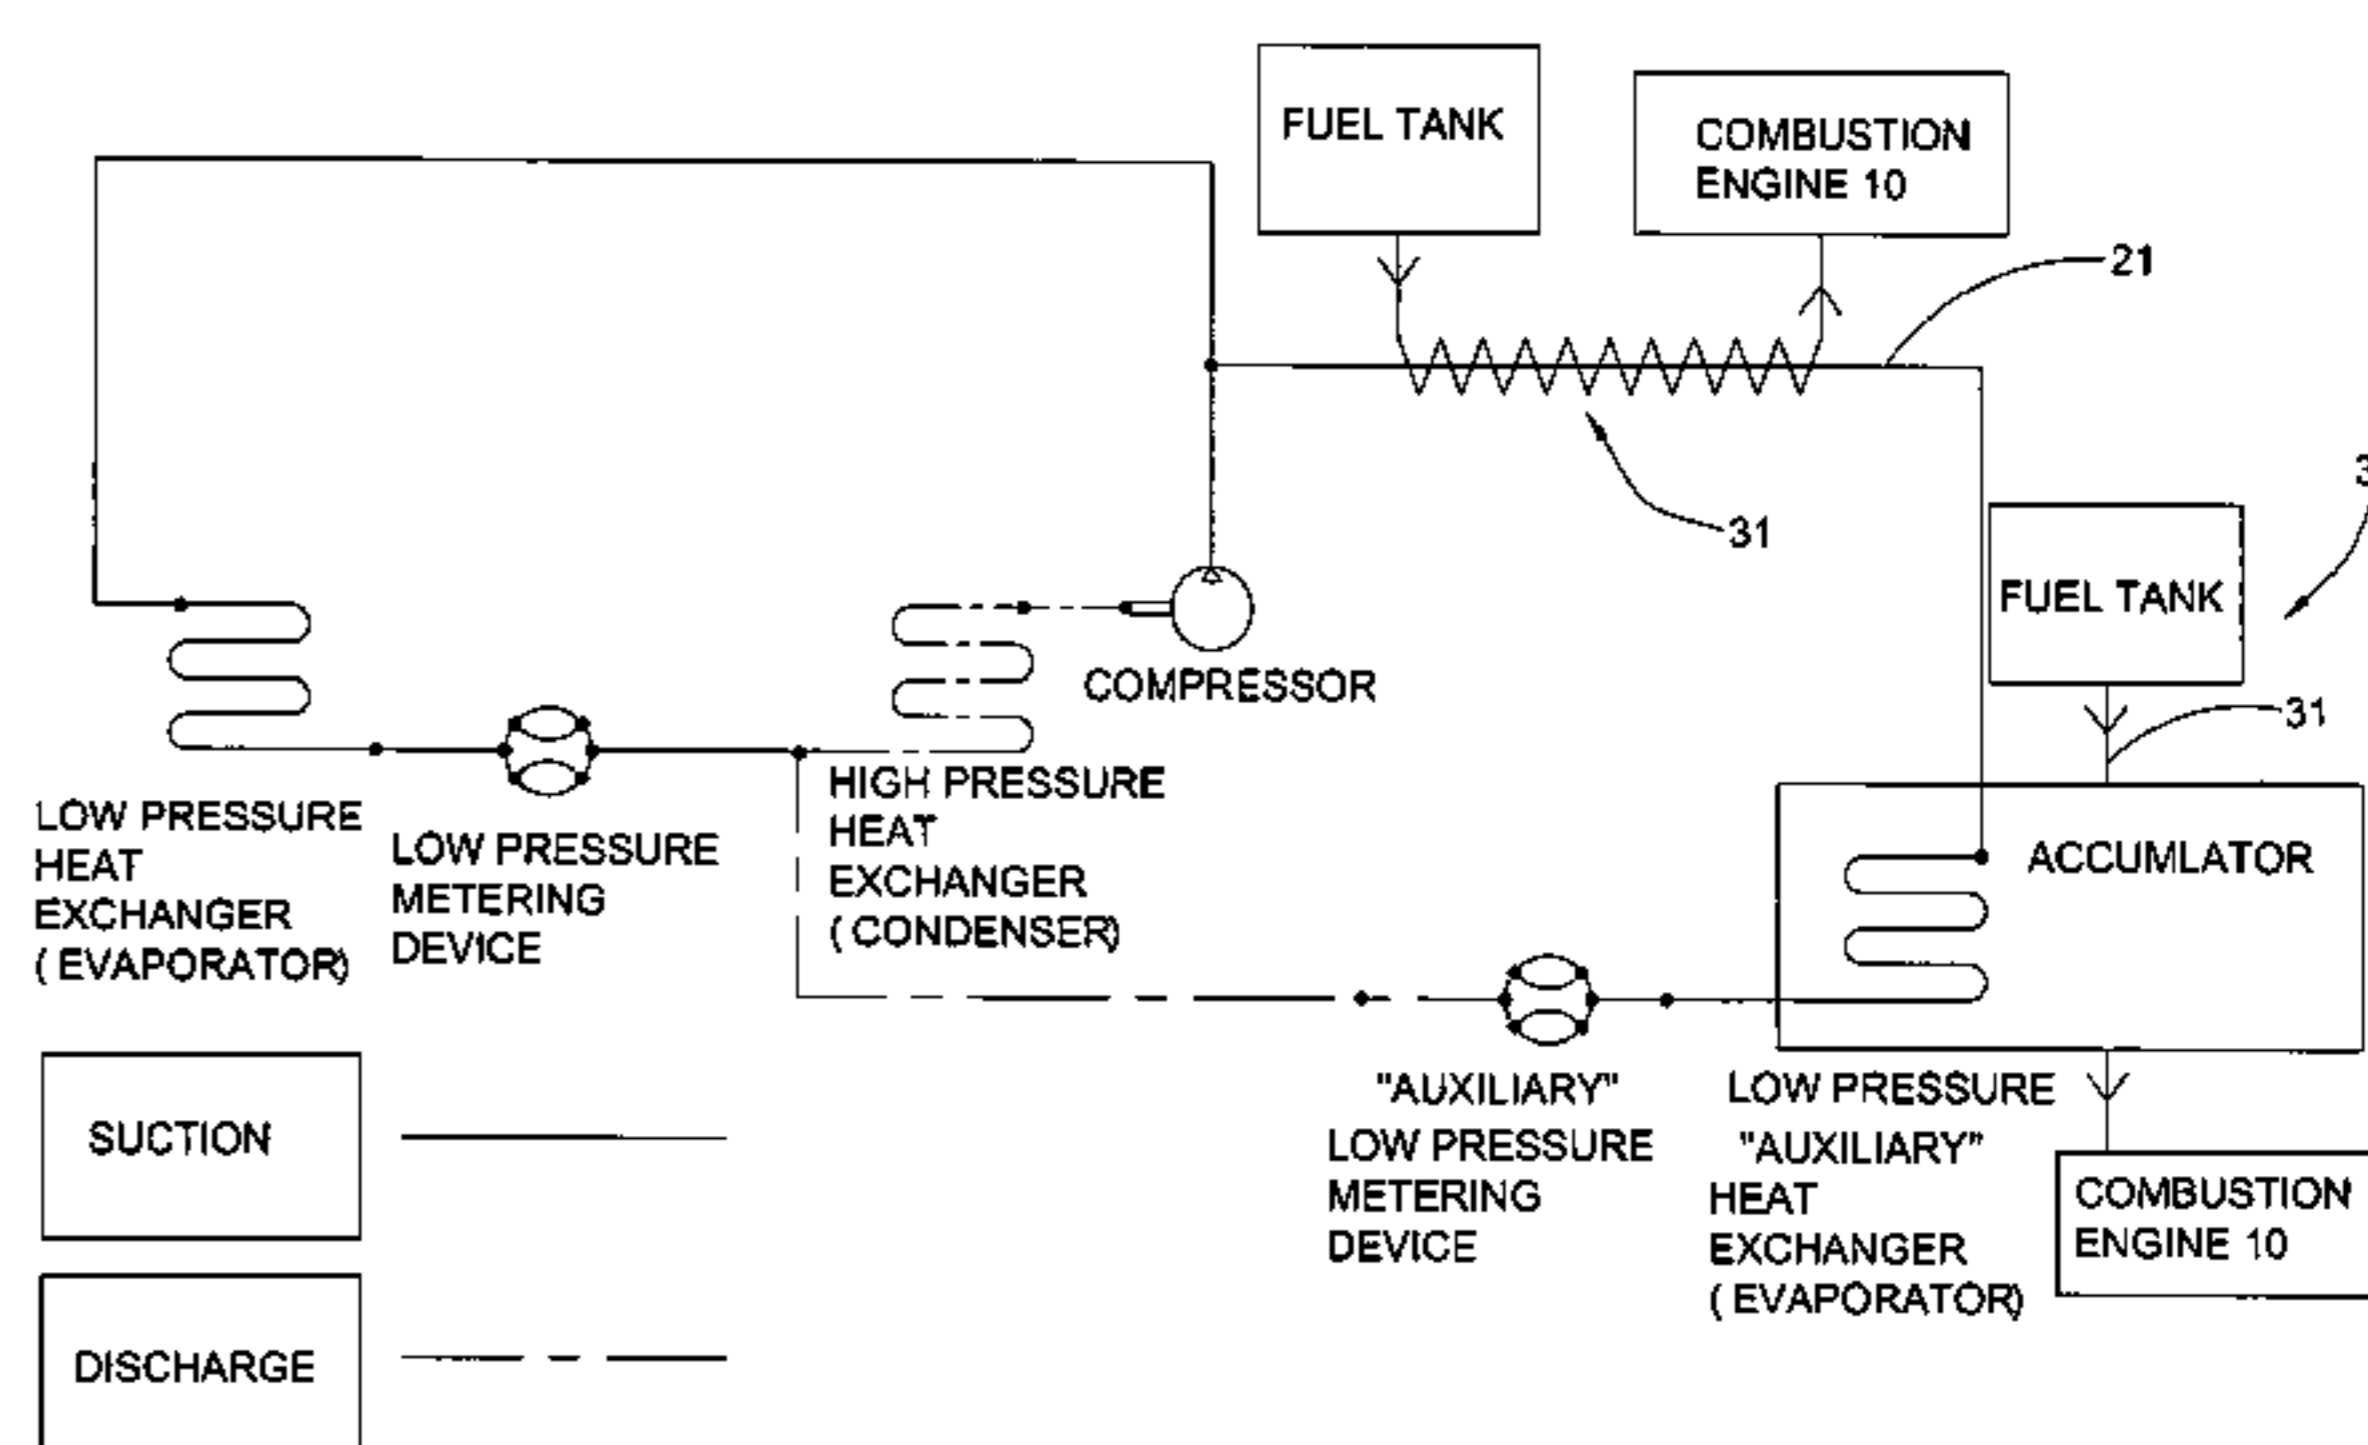 FUEL TANK
COMBUSTION
ENGINE 10
21
31
3
FUEL TANK
31
COMPRESSOR
HIGH PRESSURE
HEAT
EXCHANGER
( CONDENSER)
LOW PRESSURE
HEAT
EXCHANGER
( EVAPORATOR)
LOW PRESSURE
METERING
DEVICE
ACCUMLATOR
"AUXILIARY"
LOW PRESSURE
METERING
DEVICE
LOW PRESSURE
"AUXILIARY"
HEAT
EXCHANGER
( EVAPORATOR)
COMBUSTION
ENGINE 10
SUCTION
DISCHARGE